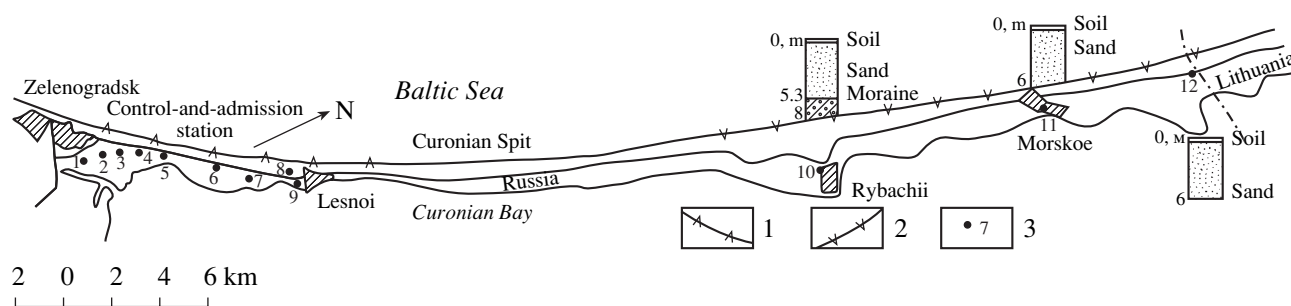 0, m
Soil
Sand
6
0, m
Soil
Sand
Moraine
5.3
8
Zelenogradsk
Control-and-admission
station
N
Baltic Sea
Curonian Spit
Lithuania
12
11
Morskoe
0, м
Soil
Sand
6
1
2
3
4
5
6
7
8
9
Lesnoi
Russia
Curonian Bay
10
Rybachii
1
2
7
3
2 0 2 4 6 km